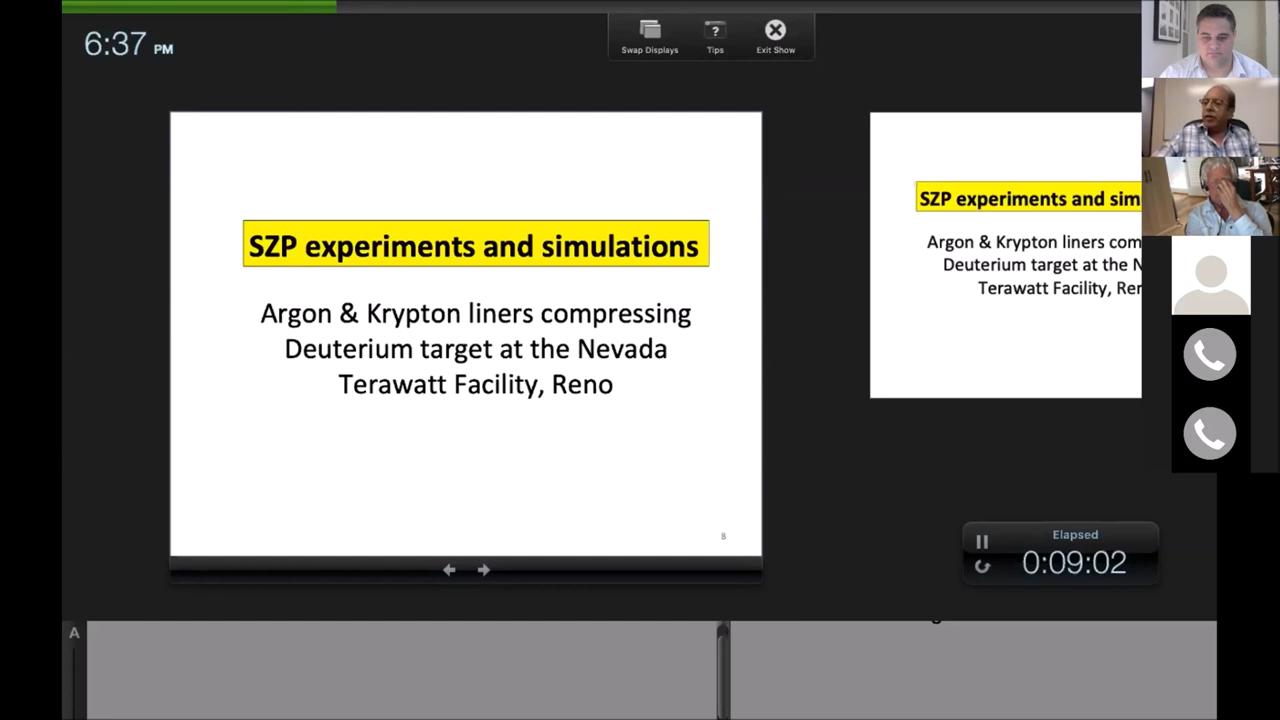 6:37 PM
Swap Displays
Tips
Exit Show
SZP experiments and simulations
Argon & Krypton liners compressing
Deuterium target at the Nevada
Terawatt Facility, Reno
8
SZP experiments and sim
Argon & Krypton liners com
Deuterium target at the N
Terawatt Facility, Ren
Elapsed
0:09:02
A